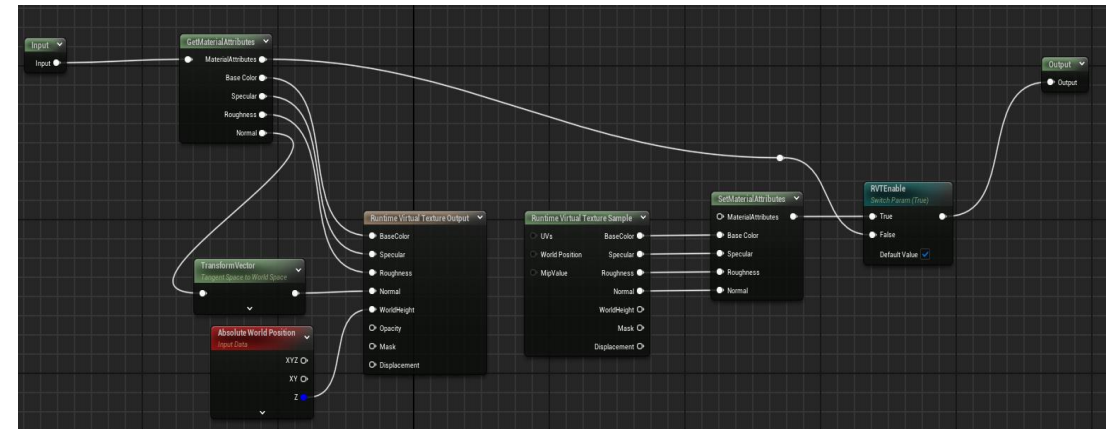 Input
Input
GetMaterialAttributes
MaterialAttributes
Base Color
Specular
Roughness
Normal
TransformVector
Tangent Space to World Space
Absolute World Position
Input Data
XYZ
XY
Z
Runtime Virtual Texture Output
BaseColor
Specular
Roughness
Normal
WorldHeight
Opacity
Mask
Displacement
Runtime Virtual Texture Sample
UVs BaseColor
World Position Specular
MipValue Roughness
Normal
WorldHeight
Mask
Displacement
SetMaterialAttributes
MaterialAttributes
Base Color
Specular
Roughness
Normal
RVTEnable
Switch Param (True)
True
False
Default Value
Output
Output